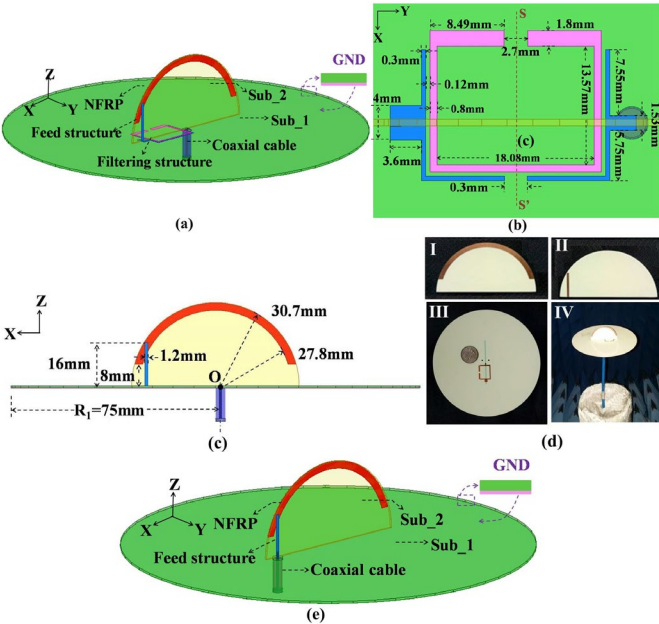 Z
X
Y
NFRP
Feed structure
Filtering structure
Sub_2
Sub_1
Coaxial cable
GND
(a)
Y
X
S
8.49mm
1.8mm
0.3mm
2.7mm
0.12mm
0.8mm
4mm
13.57mm
7.55mm
1.53mm
5.75mm
(c)
3.6mm
18.08mm
0.3mm
S'
(b)
Z
X
16mm
8mm
1.2mm
30.7mm
27.8mm
O
R1=75mm
(c)
I
II
III
IV
(d)
Z
X
Y
NFRP
Feed structure
Sub_2
Sub_1
Coaxial cable
GND
(e)